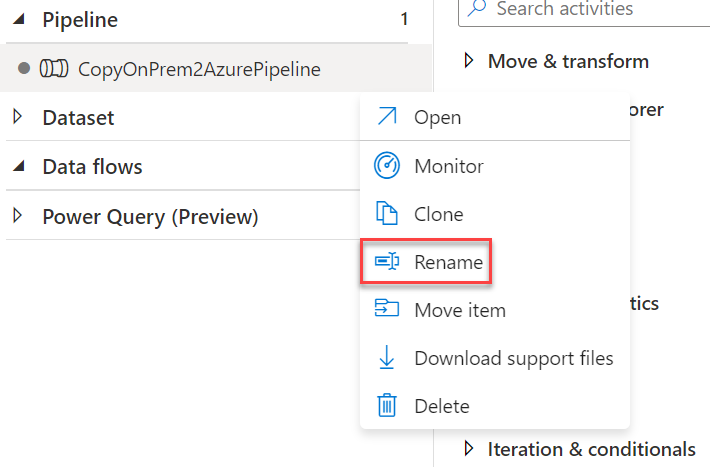 Pipeline 1
CopyOnPrem2AzurePipeline
Dataset
Data flows
Power Query (Preview)
Open
Monitor
Clone
Rename
Move item
Download support files
Delete
Search activities
Move & transform
orer
tics
Iteration & conditionals